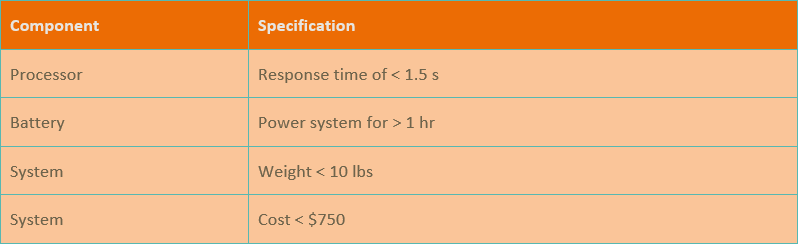 Component Specification
Processor Response time of < 1.5 s
Battery Power system for > 1 hr
System Weight < 10 lbs
System Cost < $750